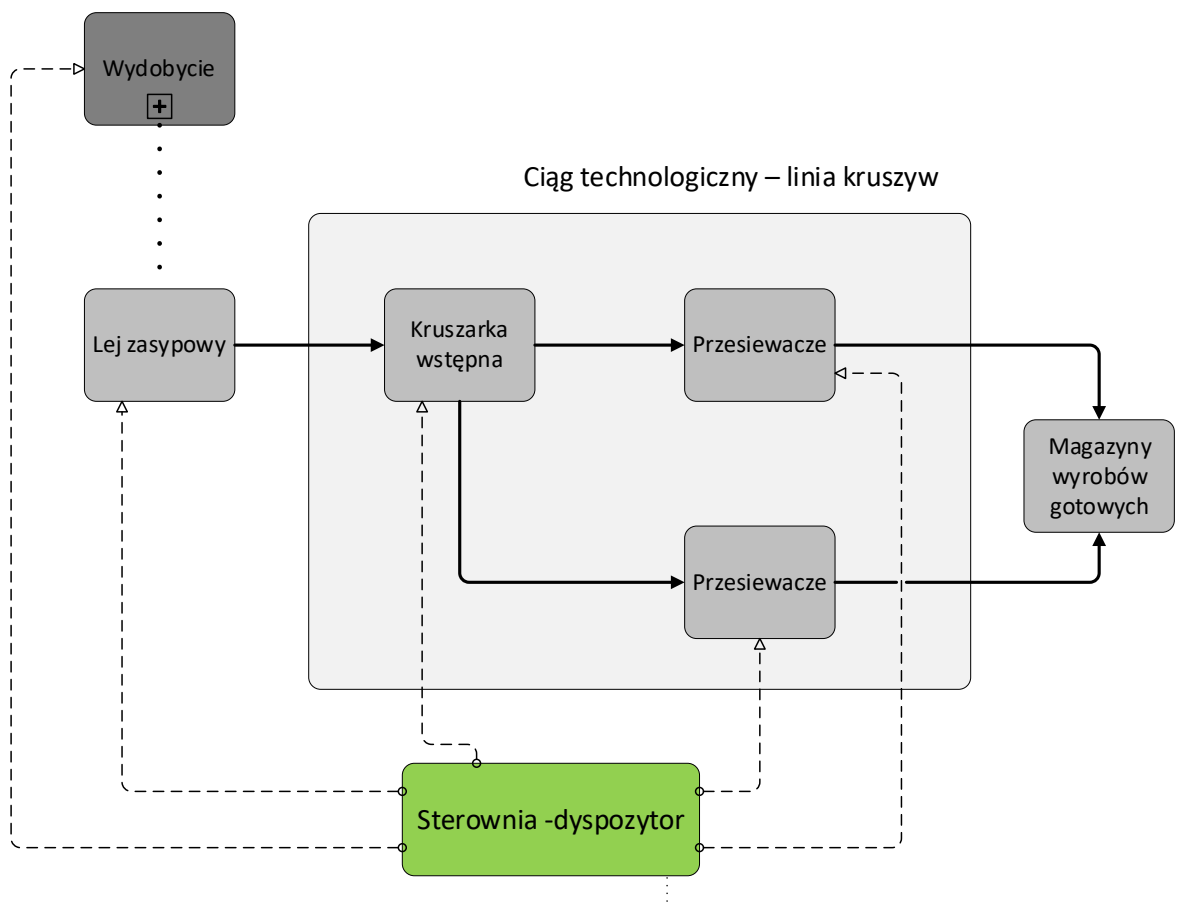 Wydobycie
Ciąg technologiczny – linia kruszyw
Lej zasypowy
Kruszarka
wstępna
Przesiewacze
Magazyny
wyrobów
gotowych
Przesiewacze
Sterownia -dyspozytor